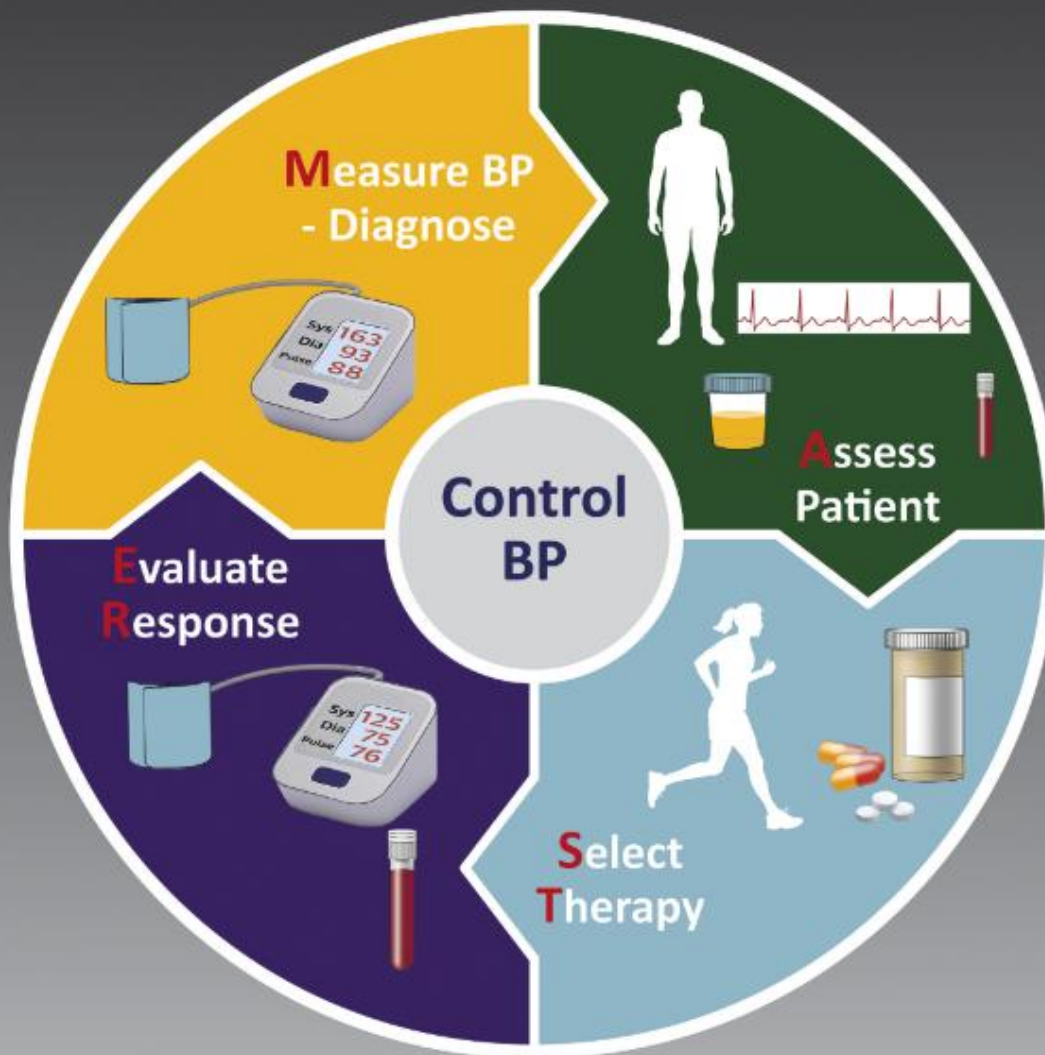 Measure BP
- Diagnose
Sys 163
Dia 93
Pulse 88
Assess
Patient
Control
BP
Evaluate
Response
Sys 125
Dia 75
Pulse 76
Select
Therapy